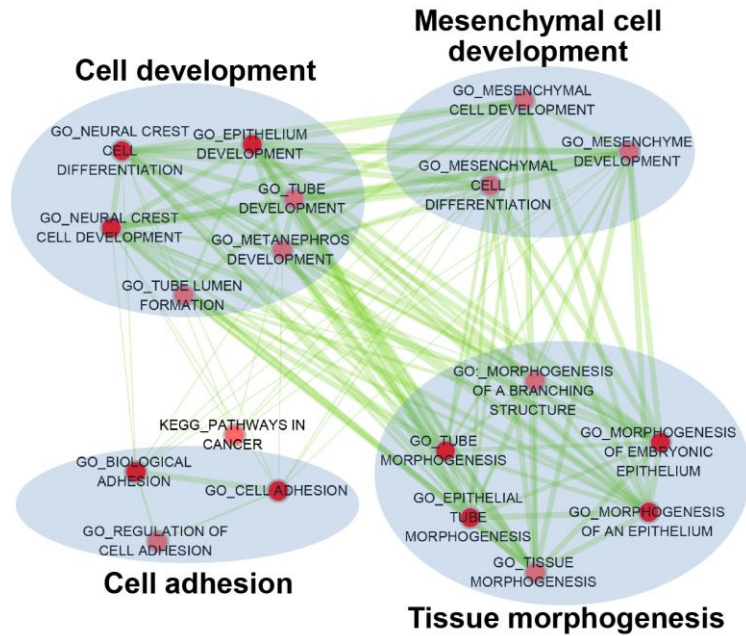 Mesenchymal cell
development
Cell development
GO_MESENCHYMAL
CELL DEVELOPMENT
GO_NEURAL CREST
CELL
DIFFERENTIATION
GO_EPITHELIUM
DEVELOPMENT
GO_MESENCHYME
DEVELOPMENT
GO_MESENCHYMAL
CELL
DIFFERENTIATION
GO_TUBE
DEVELOPMENT
GO_NEURAL CREST
CELL DEVELOPMENT
GO_METANEPHROS
DEVELOPMENT
GO_TUBE LUMEN
FORMATION
GO:_MORPHOGENESIS
OF A BRANCHING
STRUCTURE
KEGG_PATHWAYS IN
CANCER
GO_TUBE
MORPHOGENESIS
GO_MORPHOGENESIS
OF EMBRYONIC
EPITHELIUM
GO_BIOLOGICAL
ADHESION
GO_CELL ADHESION
GO_EPITHELIAL
TUBE
MORPHOGENESIS
GO_MORPHOGENESIS
OF AN EPITHELIUM
GO_REGULATION OF
CELL ADHESION
GO_TISSUE
MORPHOGENESIS
Cell adhesion
Tissue morphogenesis